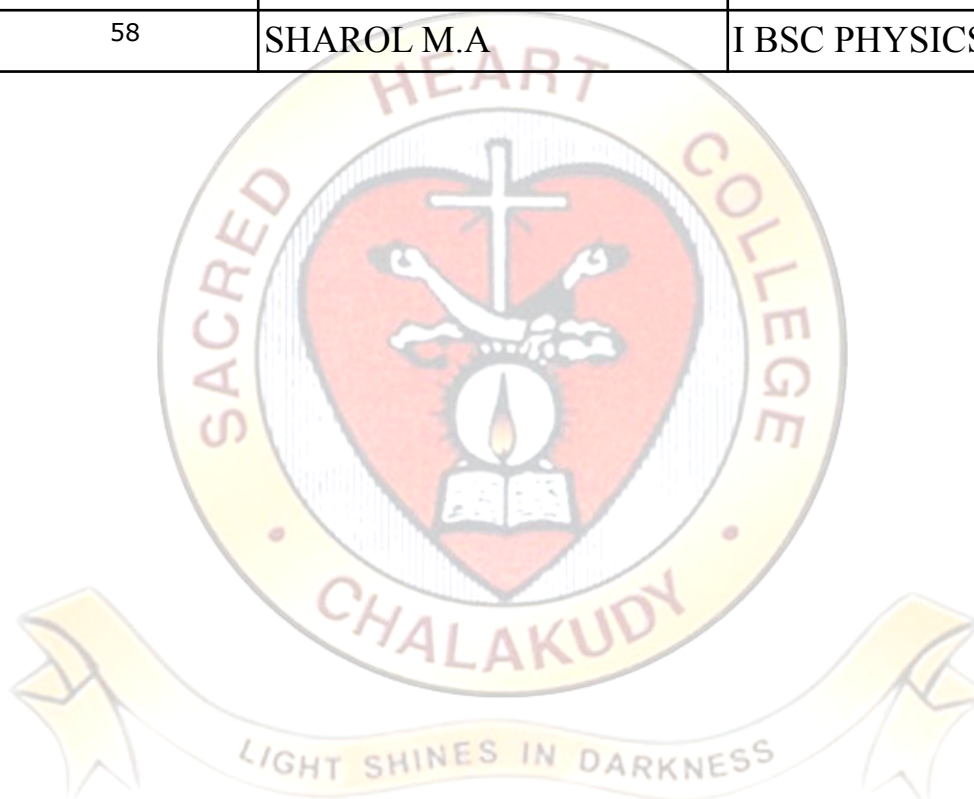 58 SHAROL M.A I BSC PHYSICS
SACRED HEART COLLEGE
CHALAKUDY
LIGHT SHINES IN DARKNESS